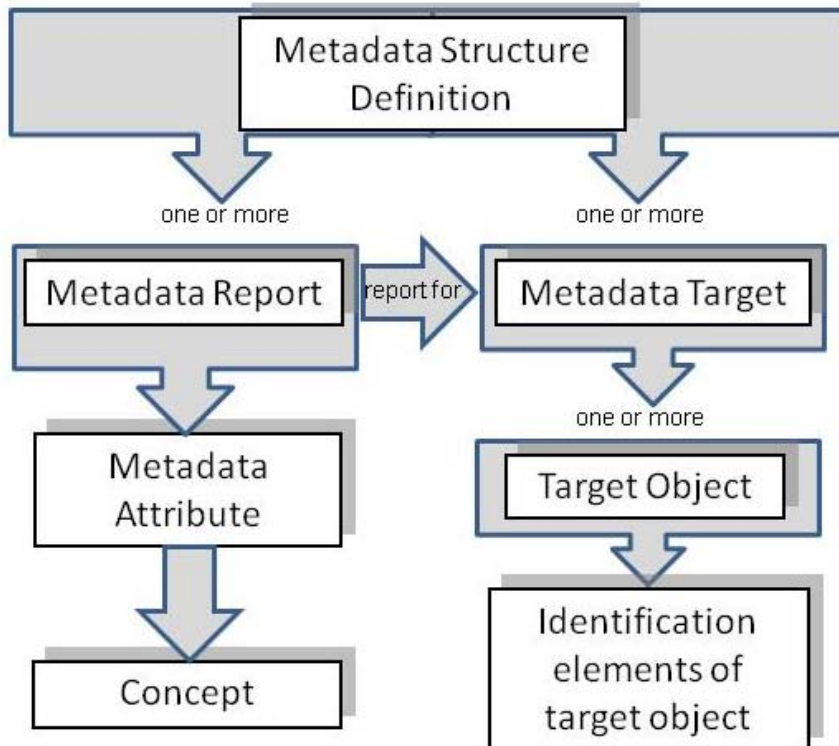 Metadata Structure
Definition
one or more
one or more
Metadata Report
report for
Metadata Target
one or more
Metadata
Attribute
Target Object
Concept
Identification
elements of
target object